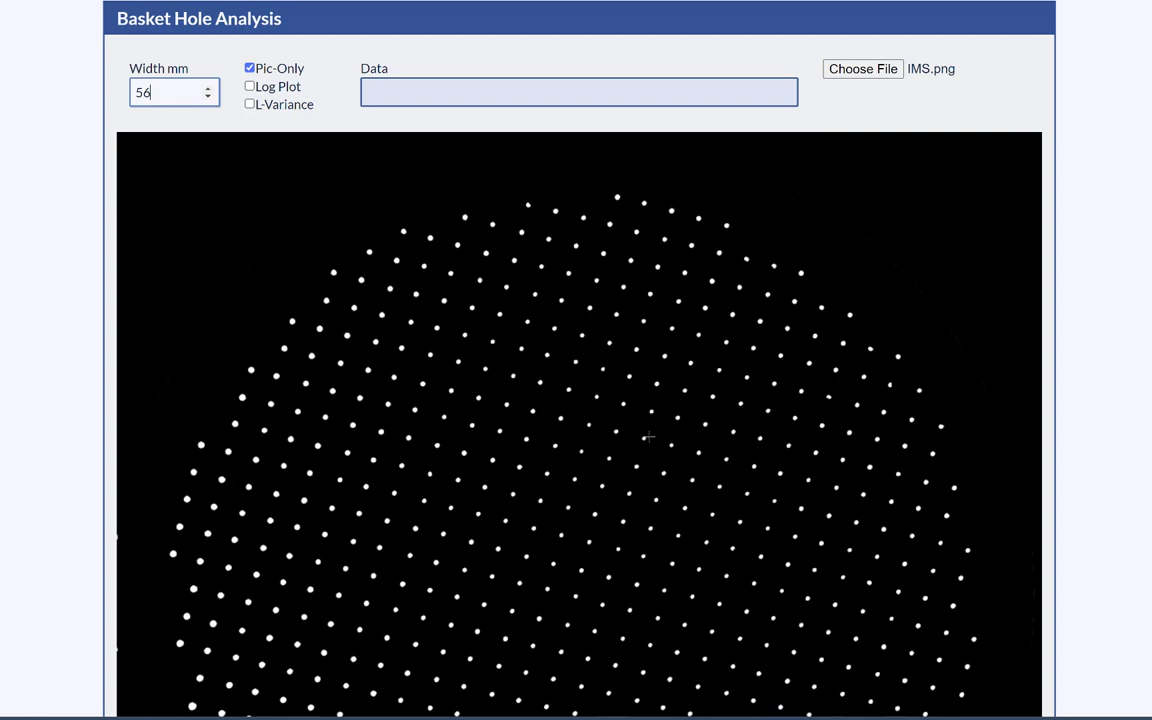 Basket Hole Analysis
Width mm
56
Pic-Only
Log Plot
L-Variance
Data
Choose File IMS.png